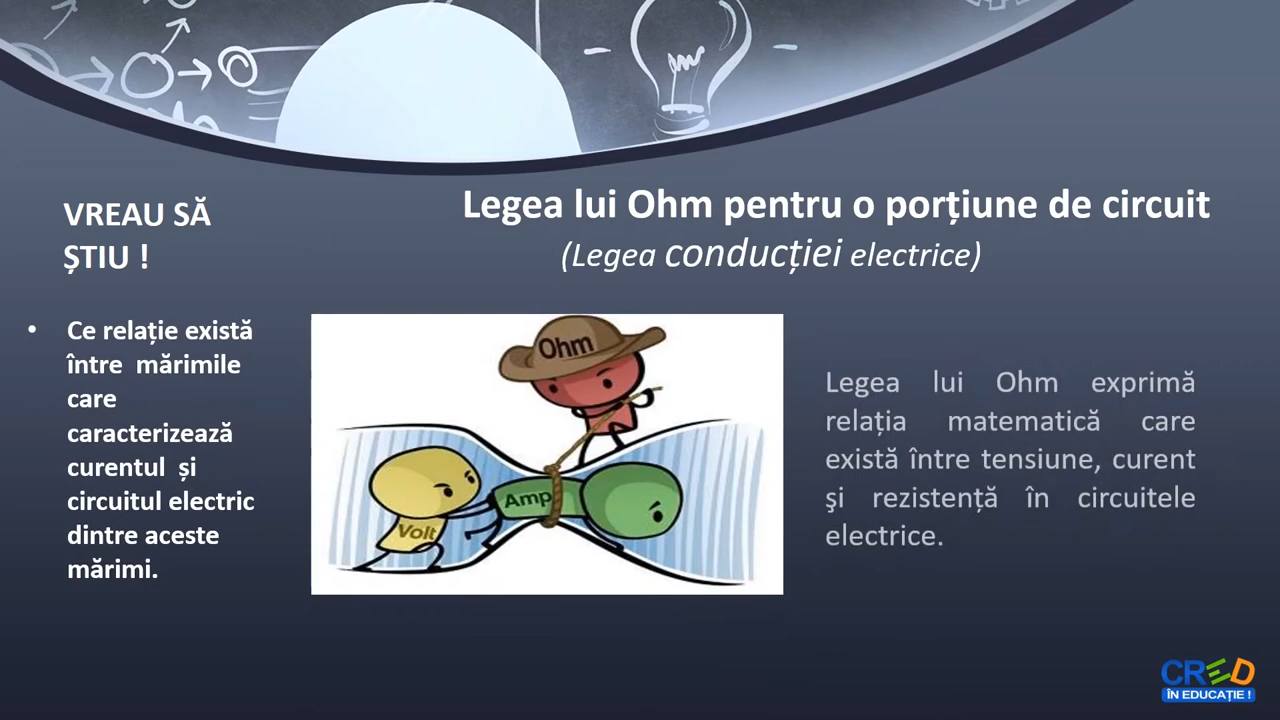 VREAU SĂ
ȘTIU !
Legea lui Ohm pentru o porțiune de circuit
(Legea conducției electrice)
• Ce relație există
între mărimile
care
caracterizează
curentul și
circuitul electric
dintre aceste
mărimi.
Ohm
Amp
Volt
Legea lui Ohm exprimă
relația matematică care
există între tensiune, curent
şi rezistență în circuitele
electrice.
CRED
ÎN EDUCAȚIE !